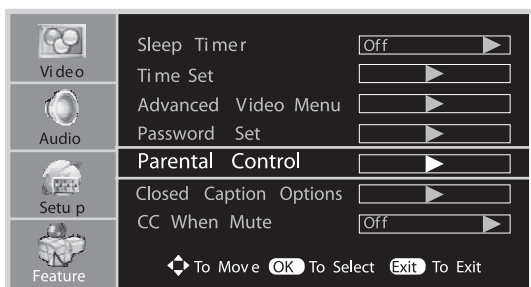 Video
Audio
Setup
Feature
Sleep Timer Off
Time Set
Advanced Video Menu
Password Set
Parental Control
Closed Caption Options
CC When Mute Off
To Move OK To Select Exit To Exit